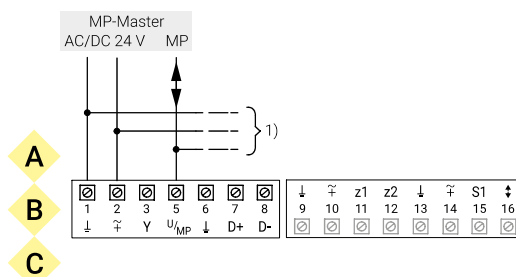 MP-Master
AC/DC 24 V MP
1)
A
B
C
1 2 3 5 6 7 8
⏚ ~̄+ Y U/MP ⏚ D+ D-
⏚ ~̄+ z1 z2 ⏚ ~̄+ S1 ↕
9 10 11 12 13 14 15 16